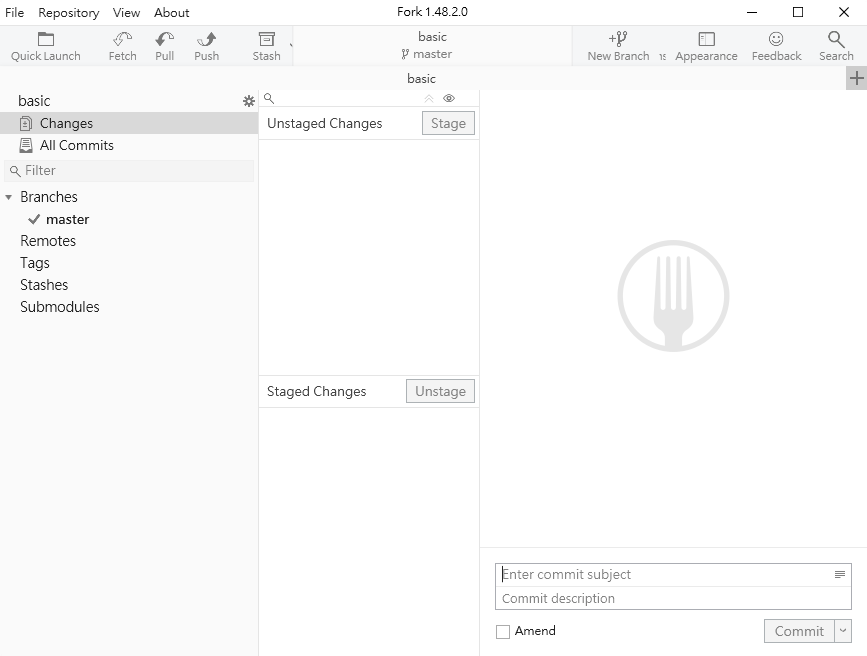 File Repository View About
Fork 1.48.2.0
Quick Launch
Fetch
Pull
Push
Stash
basic
master
New Branch
Appearance
Feedback
Search
basic
basic
Changes
All Commits
Filter
Branches
master
Remotes
Tags
Stashes
Submodules
Unstaged Changes
Stage
Staged Changes
Unstage
Enter commit subject
Commit description
Amend
Commit